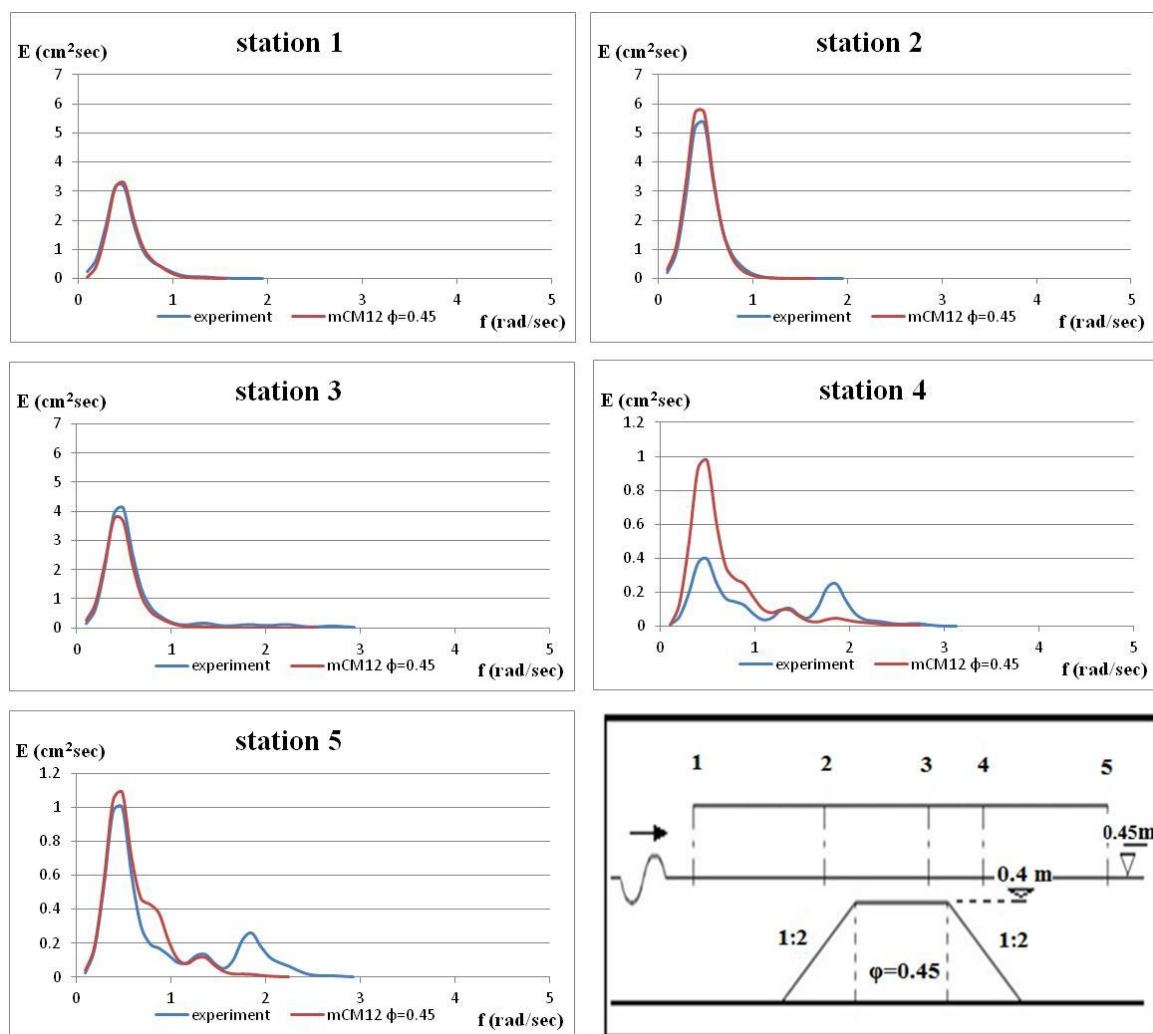 station 1
E (cm²sec)
7
6
5
4
3
2
1
0
0 1 2 3 4 5
experiment mCM12 φ=0.45 f (rad/sec)
station 2
E (cm²sec)
7
6
5
4
3
2
1
0
0 1 2 3 4 5
experiment mCM12 φ=0.45 f (rad/sec)
station 3
E (cm²sec)
7
6
5
4
3
2
1
0
0 1 2 3 4 5
experiment mCM12 φ=0.45 f (rad/sec)
station 4
E (cm²sec)
1.2
1
0.8
0.6
0.4
0.2
0
0 1 2 3 4 5
experiment mCM12 φ=0.45 f (rad/sec)
station 5
E (cm²sec)
1.2
1
0.8
0.6
0.4
0.2
0
0 1 2 3 4 5
experiment mCM12 φ=0.45 f (rad/sec)
1 2 3 4 5
0.45m
0.4 m
1:2 1:2
φ=0.45